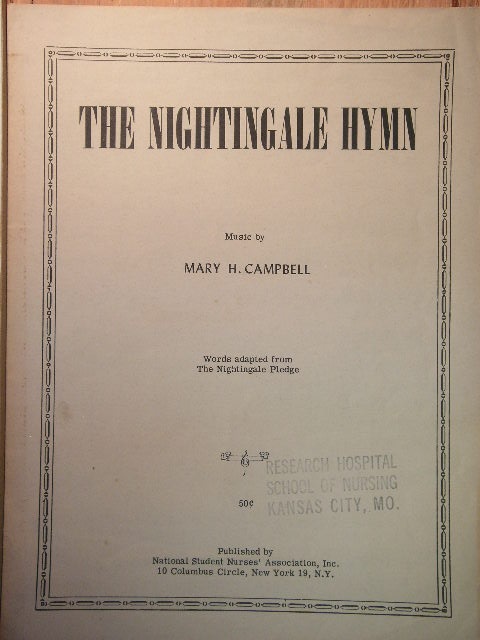 THE NIGHTINGALE HYMN
Music by
MARY H. CAMPBELL
Words adapted from
The Nightingale Pledge
RESEARCH HOSPITAL
SCHOOL OF NURSING
KANSAS CITY, MO.
50¢
Published by
National Student Nurses' Association, Inc.
10 Columbus Circle, New York 19, N.Y.